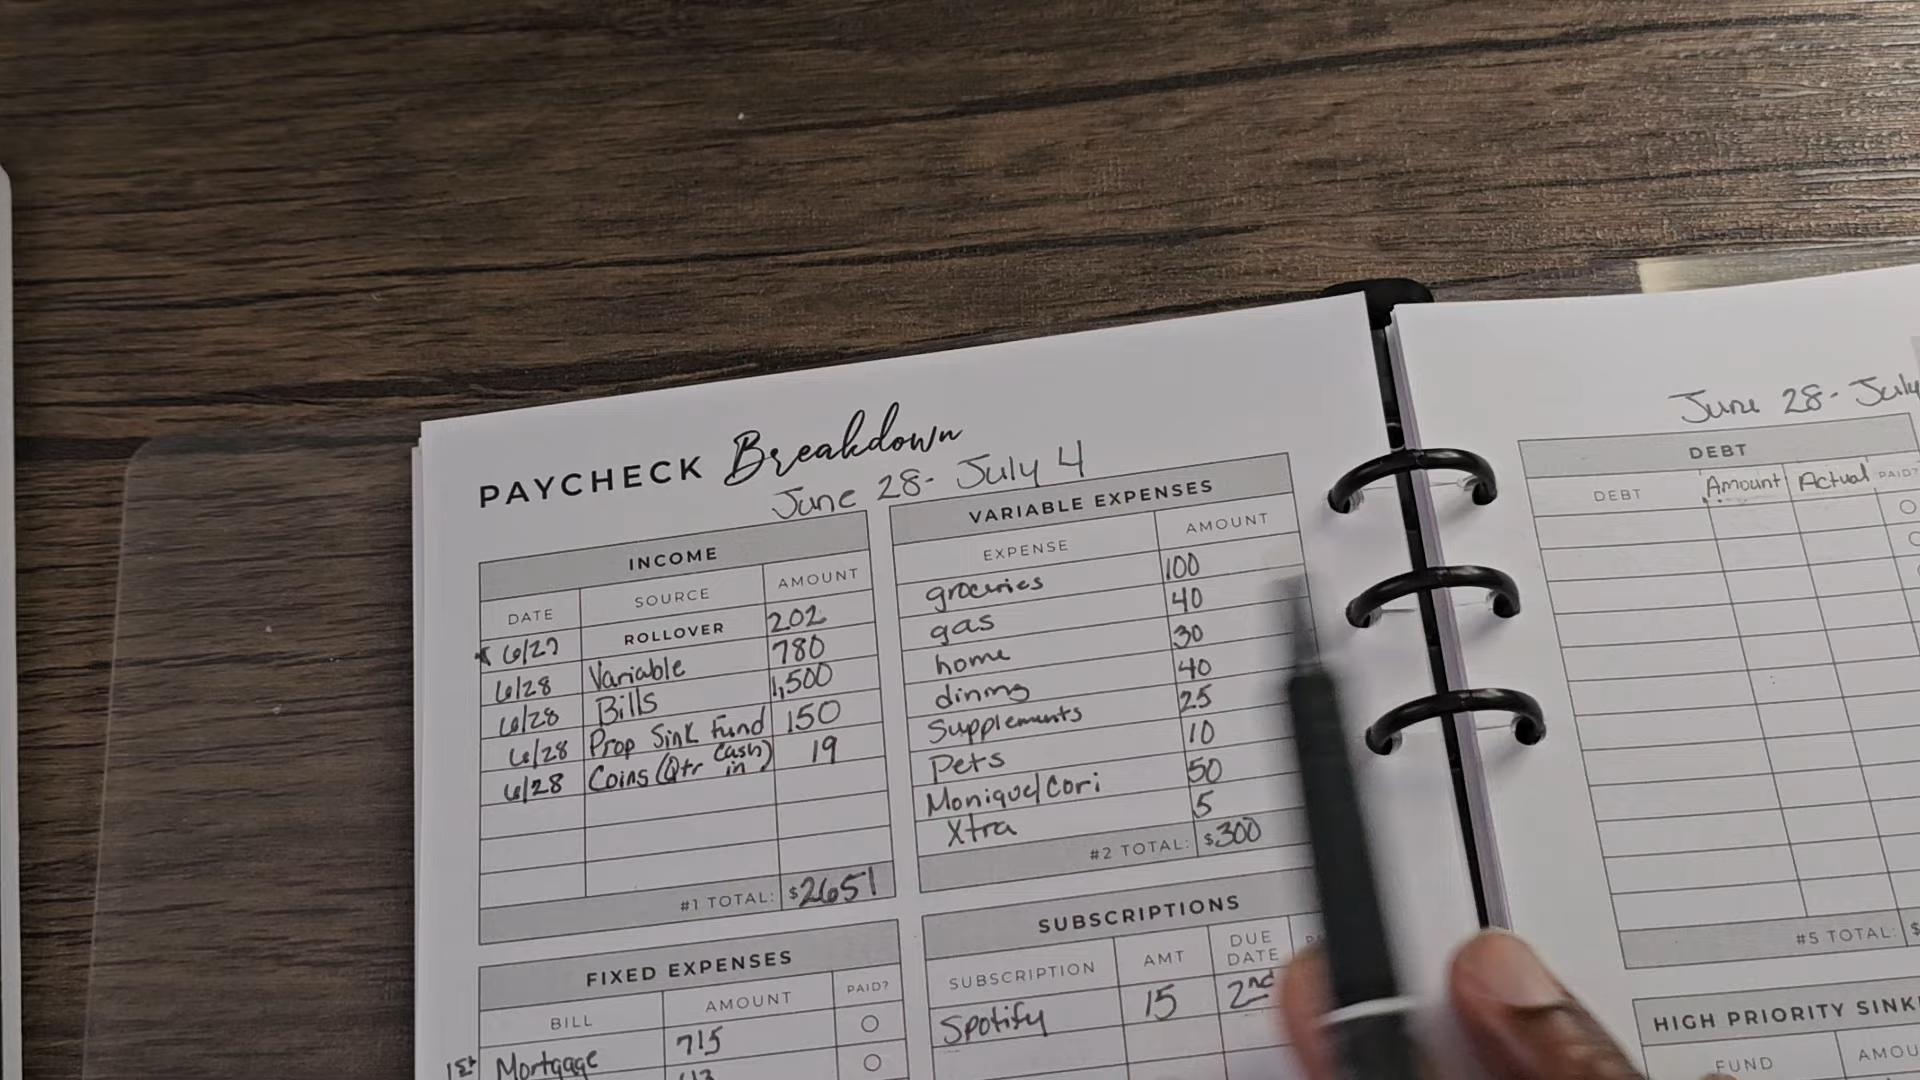 PAYCHECK Breakdown
June 28- July 4
INCOME
DATE SOURCE AMOUNT
6/27 ROLLOVER 202
6/28 Variable 780
6/28 Bills 1,500
6/28 Prop Sink Fund 150
6/28 Coins (Qtr Cash in) 19
#1 TOTAL: $2651
VARIABLE EXPENSES
EXPENSE AMOUNT
groceries 100
gas 40
home 30
dining 40
Supplements 25
Pets 10
Monique/Cori 50
Xtra 5
#2 TOTAL: $300
FIXED EXPENSES
BILL AMOUNT PAID?
1st Mortgage 715
SUBSCRIPTIONS
SUBSCRIPTION AMT DUE DATE
Spotify 15 2nd
June 28- July
DEBT
DEBT Amount Actual PAID?
#5 TOTAL: $
HIGH PRIORITY SINKI
FUND AMOU